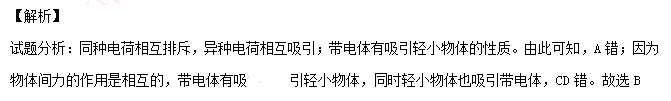 【解析】
试题分析：同种电荷相互排斥，异种电荷相互吸引；带电体有吸引轻小物体的性质。由此可知，A错；因为
物体间力的作用是相互的，带电体有吸 引轻小物体，同时轻小物体也吸引带电体，CD错。故选B